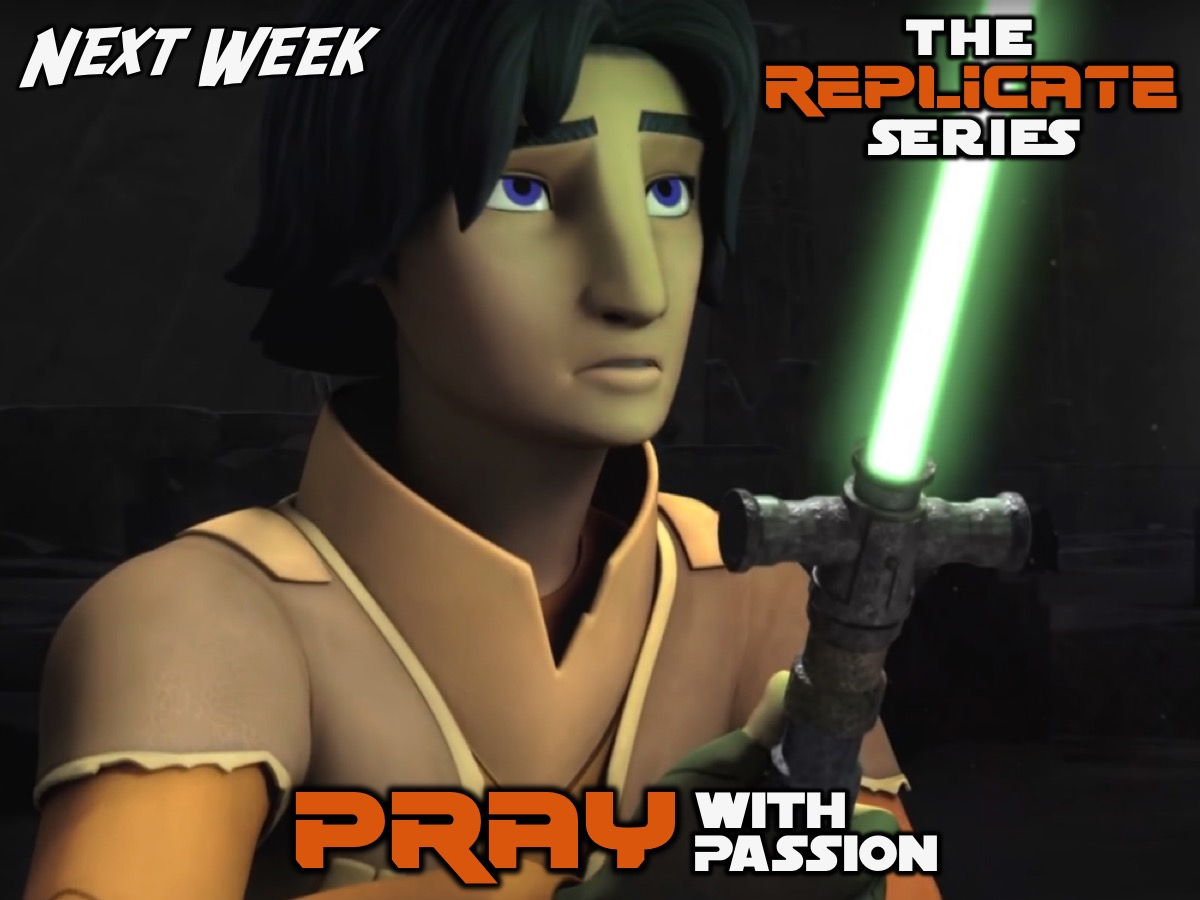 NEXT WEEK
THE
REPLICATE
SERIES
PRAY WITH
PASSION